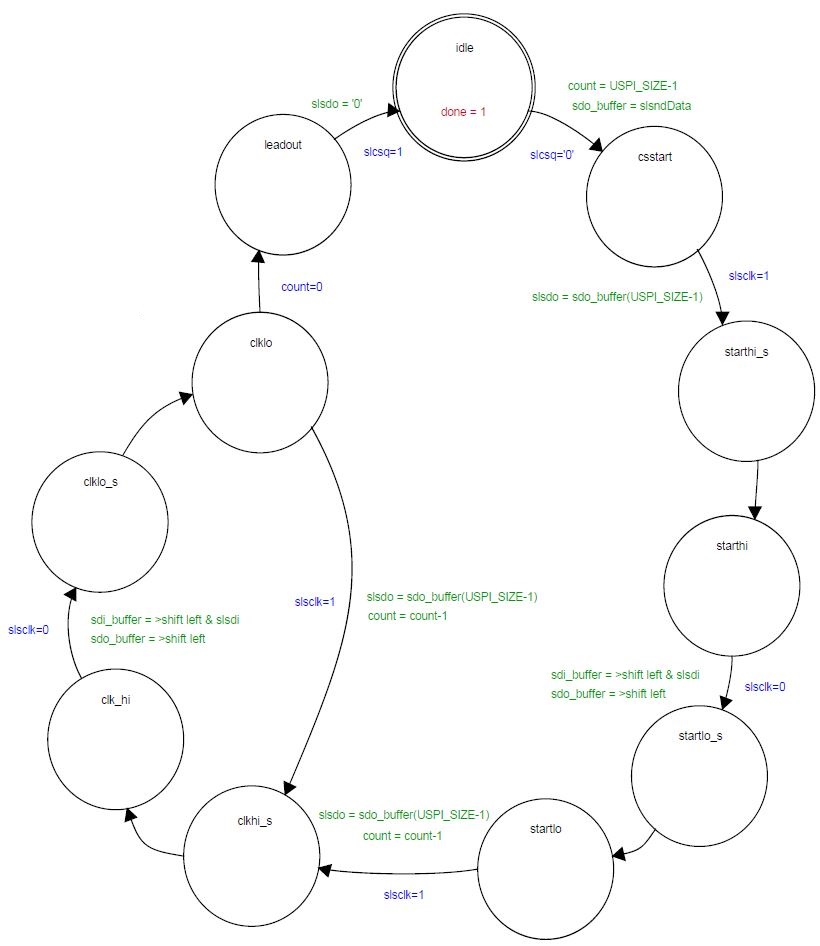 idle
done = 1
count = USPI_SIZE-1
sdo_buffer = slsndData
slcsq='0'
csstart
slsclk=1
slsdo = sdo_buffer(USPI_SIZE-1)
starthi_s
starthi
sdi_buffer = >shift left & slsdi
sdo_buffer = >shift left
slsclk=0
startlo_s
startlo
slsdo = sdo_buffer(USPI_SIZE-1)
count = count-1
slsclk=1
clkhi_s
clk_hi
slsclk=0
sdi_buffer = >shift left & slsdi
sdo_buffer = >shift left
clklo_s
clklo
slsclk=1
slsdo = sdo_buffer(USPI_SIZE-1)
count = count-1
count=0
leadout
slsdo = '0'
slcsq=1